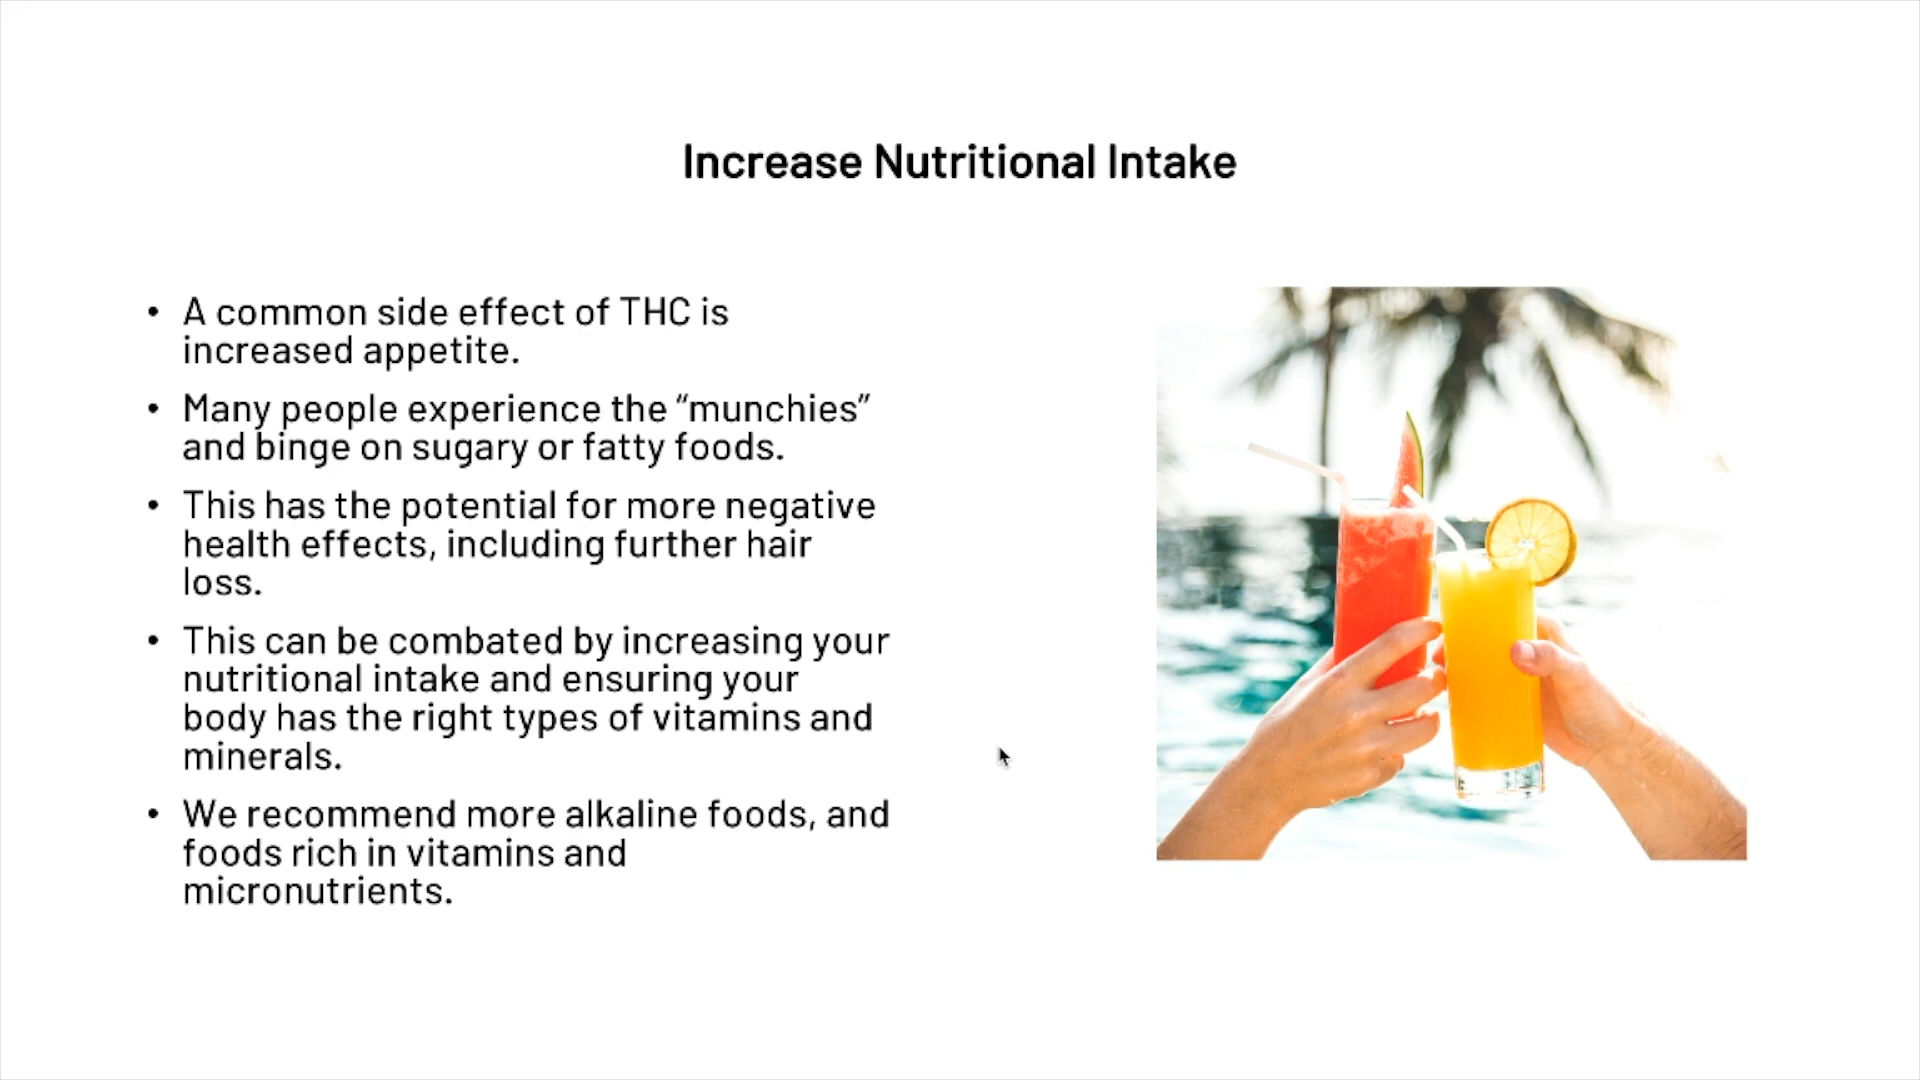 Increase Nutritional Intake
• A common side effect of THC is
increased appetite.
• Many people experience the “munchies”
and binge on sugary or fatty foods.
• This has the potential for more negative
health effects, including further hair
loss.
• This can be combated by increasing your
nutritional intake and ensuring your
body has the right types of vitamins and
minerals.
• We recommend more alkaline foods, and
foods rich in vitamins and
micronutrients.